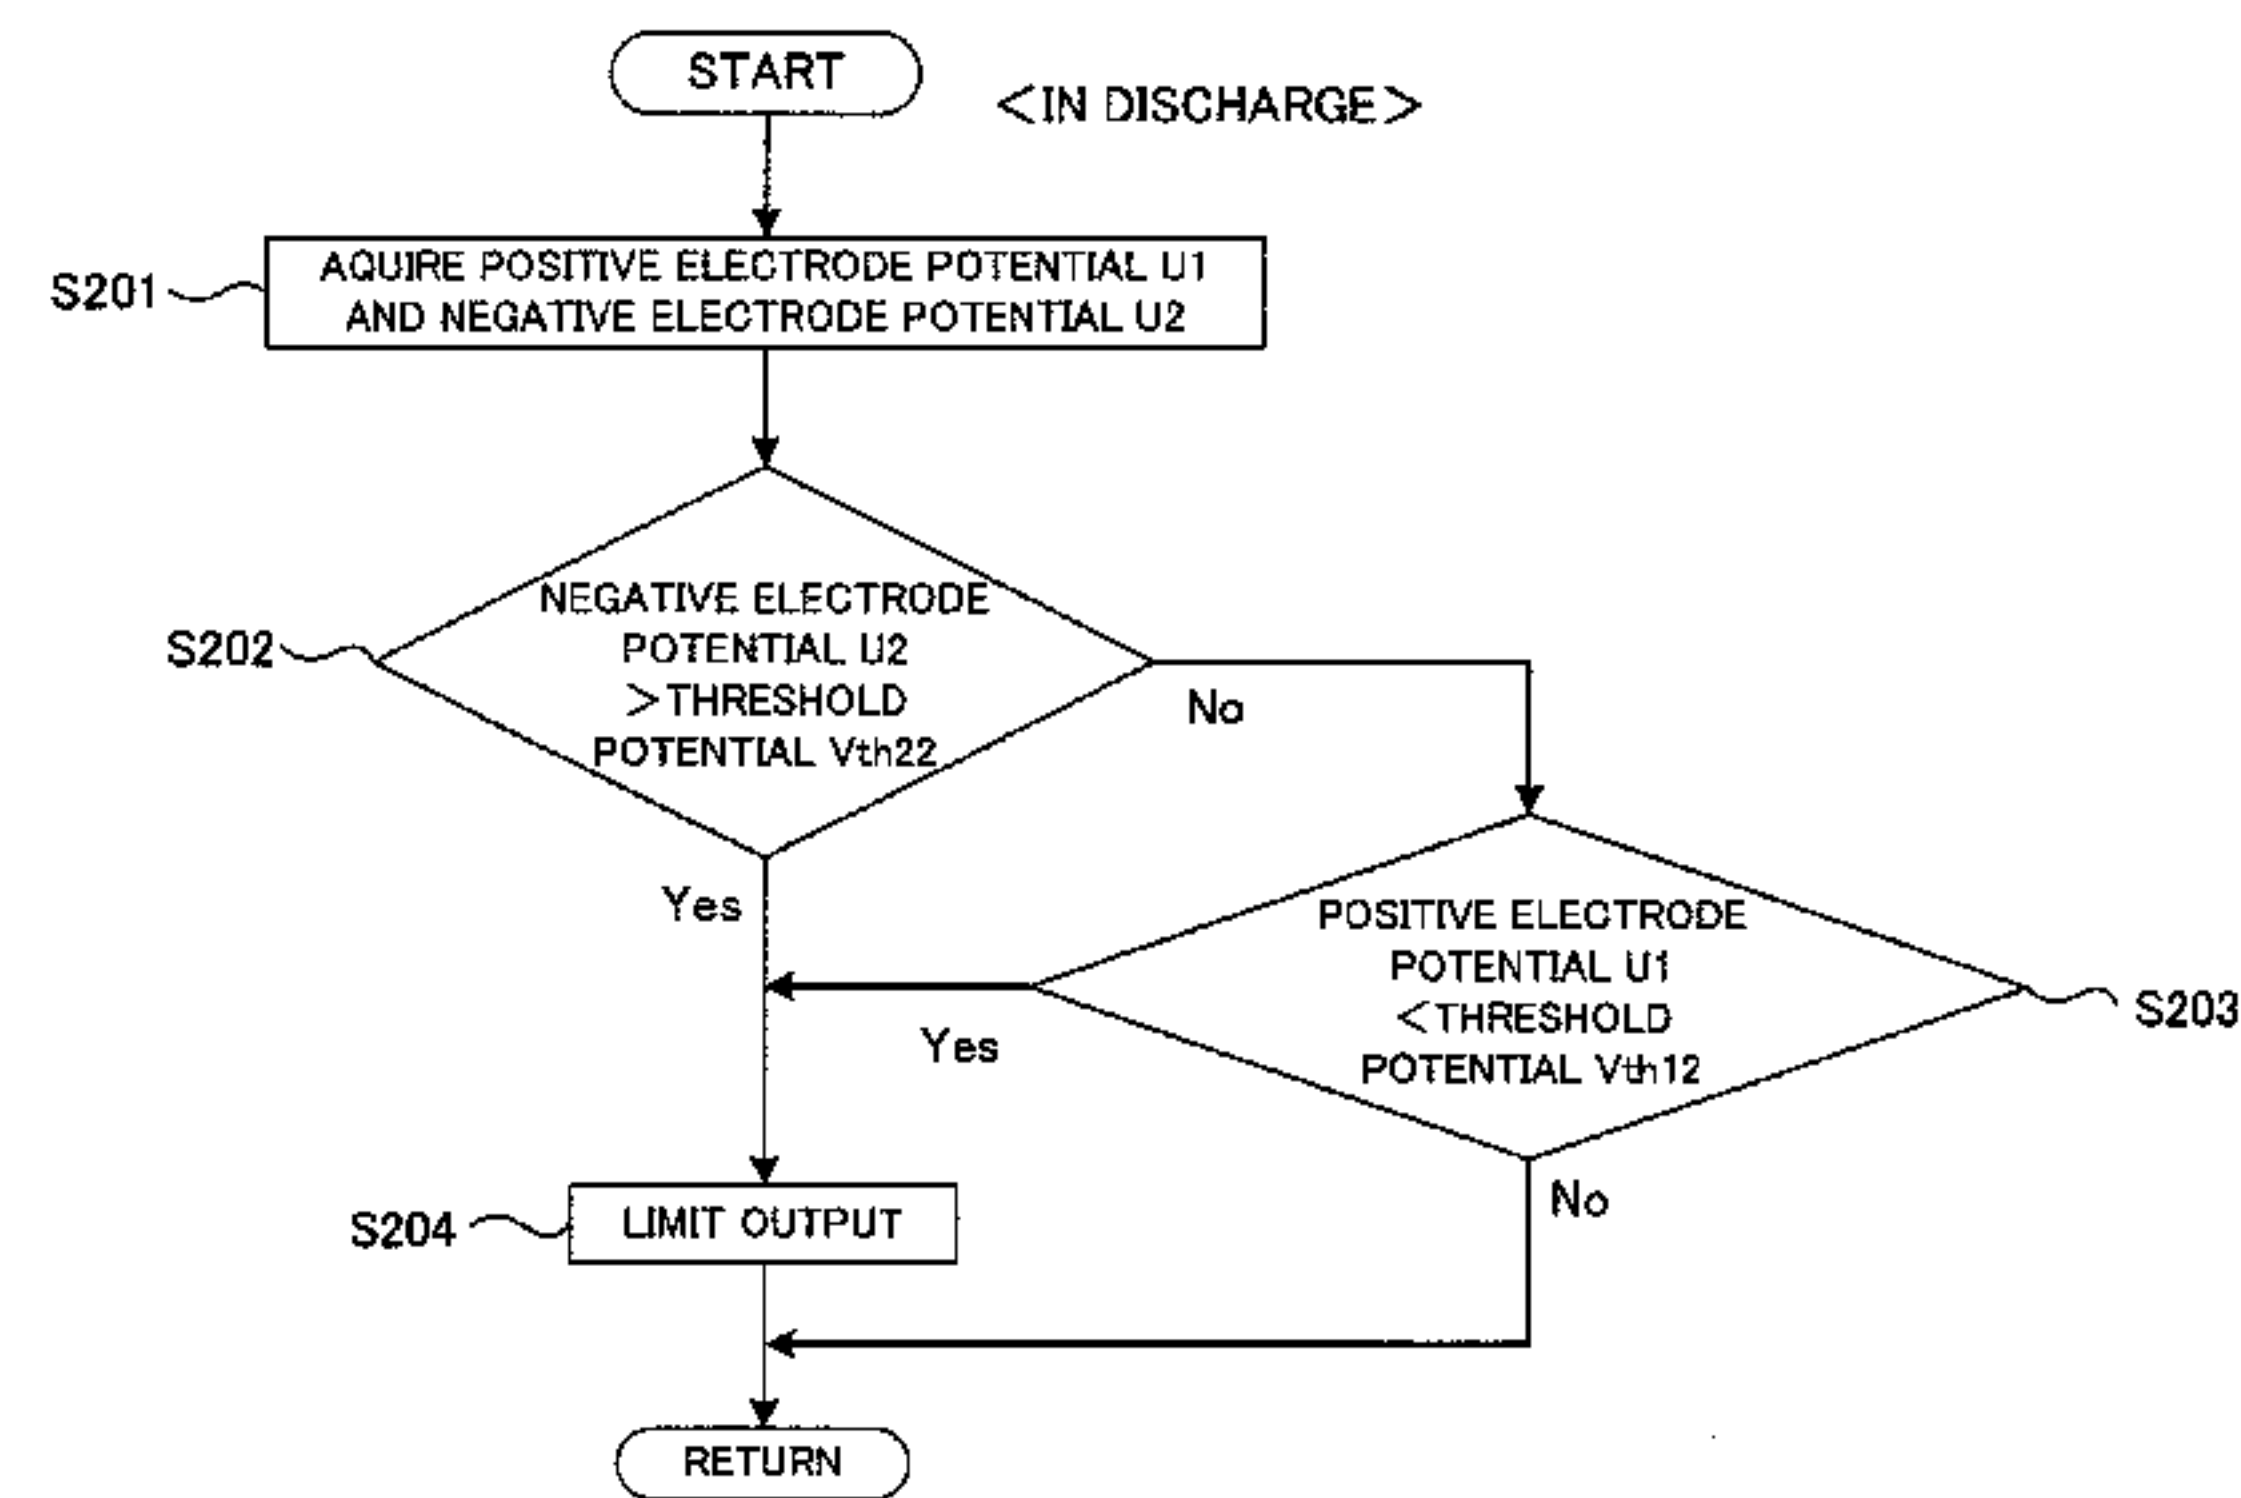 START
<IN DISCHARGE>
S201
AQUIRE POSITIVE ELECTRODE POTENTIAL U1
AND NEGATIVE ELECTRODE POTENTIAL U2
S202
NEGATIVE ELECTRODE
POTENTIAL U2
>THRESHOLD
POTENTIAL Vth22
No
Yes
POSITIVE ELECTRODE
POTENTIAL U1
<THRESHOLD
POTENTIAL Vth12
S203
Yes
No
S204
LIMIT OUTPUT
RETURN